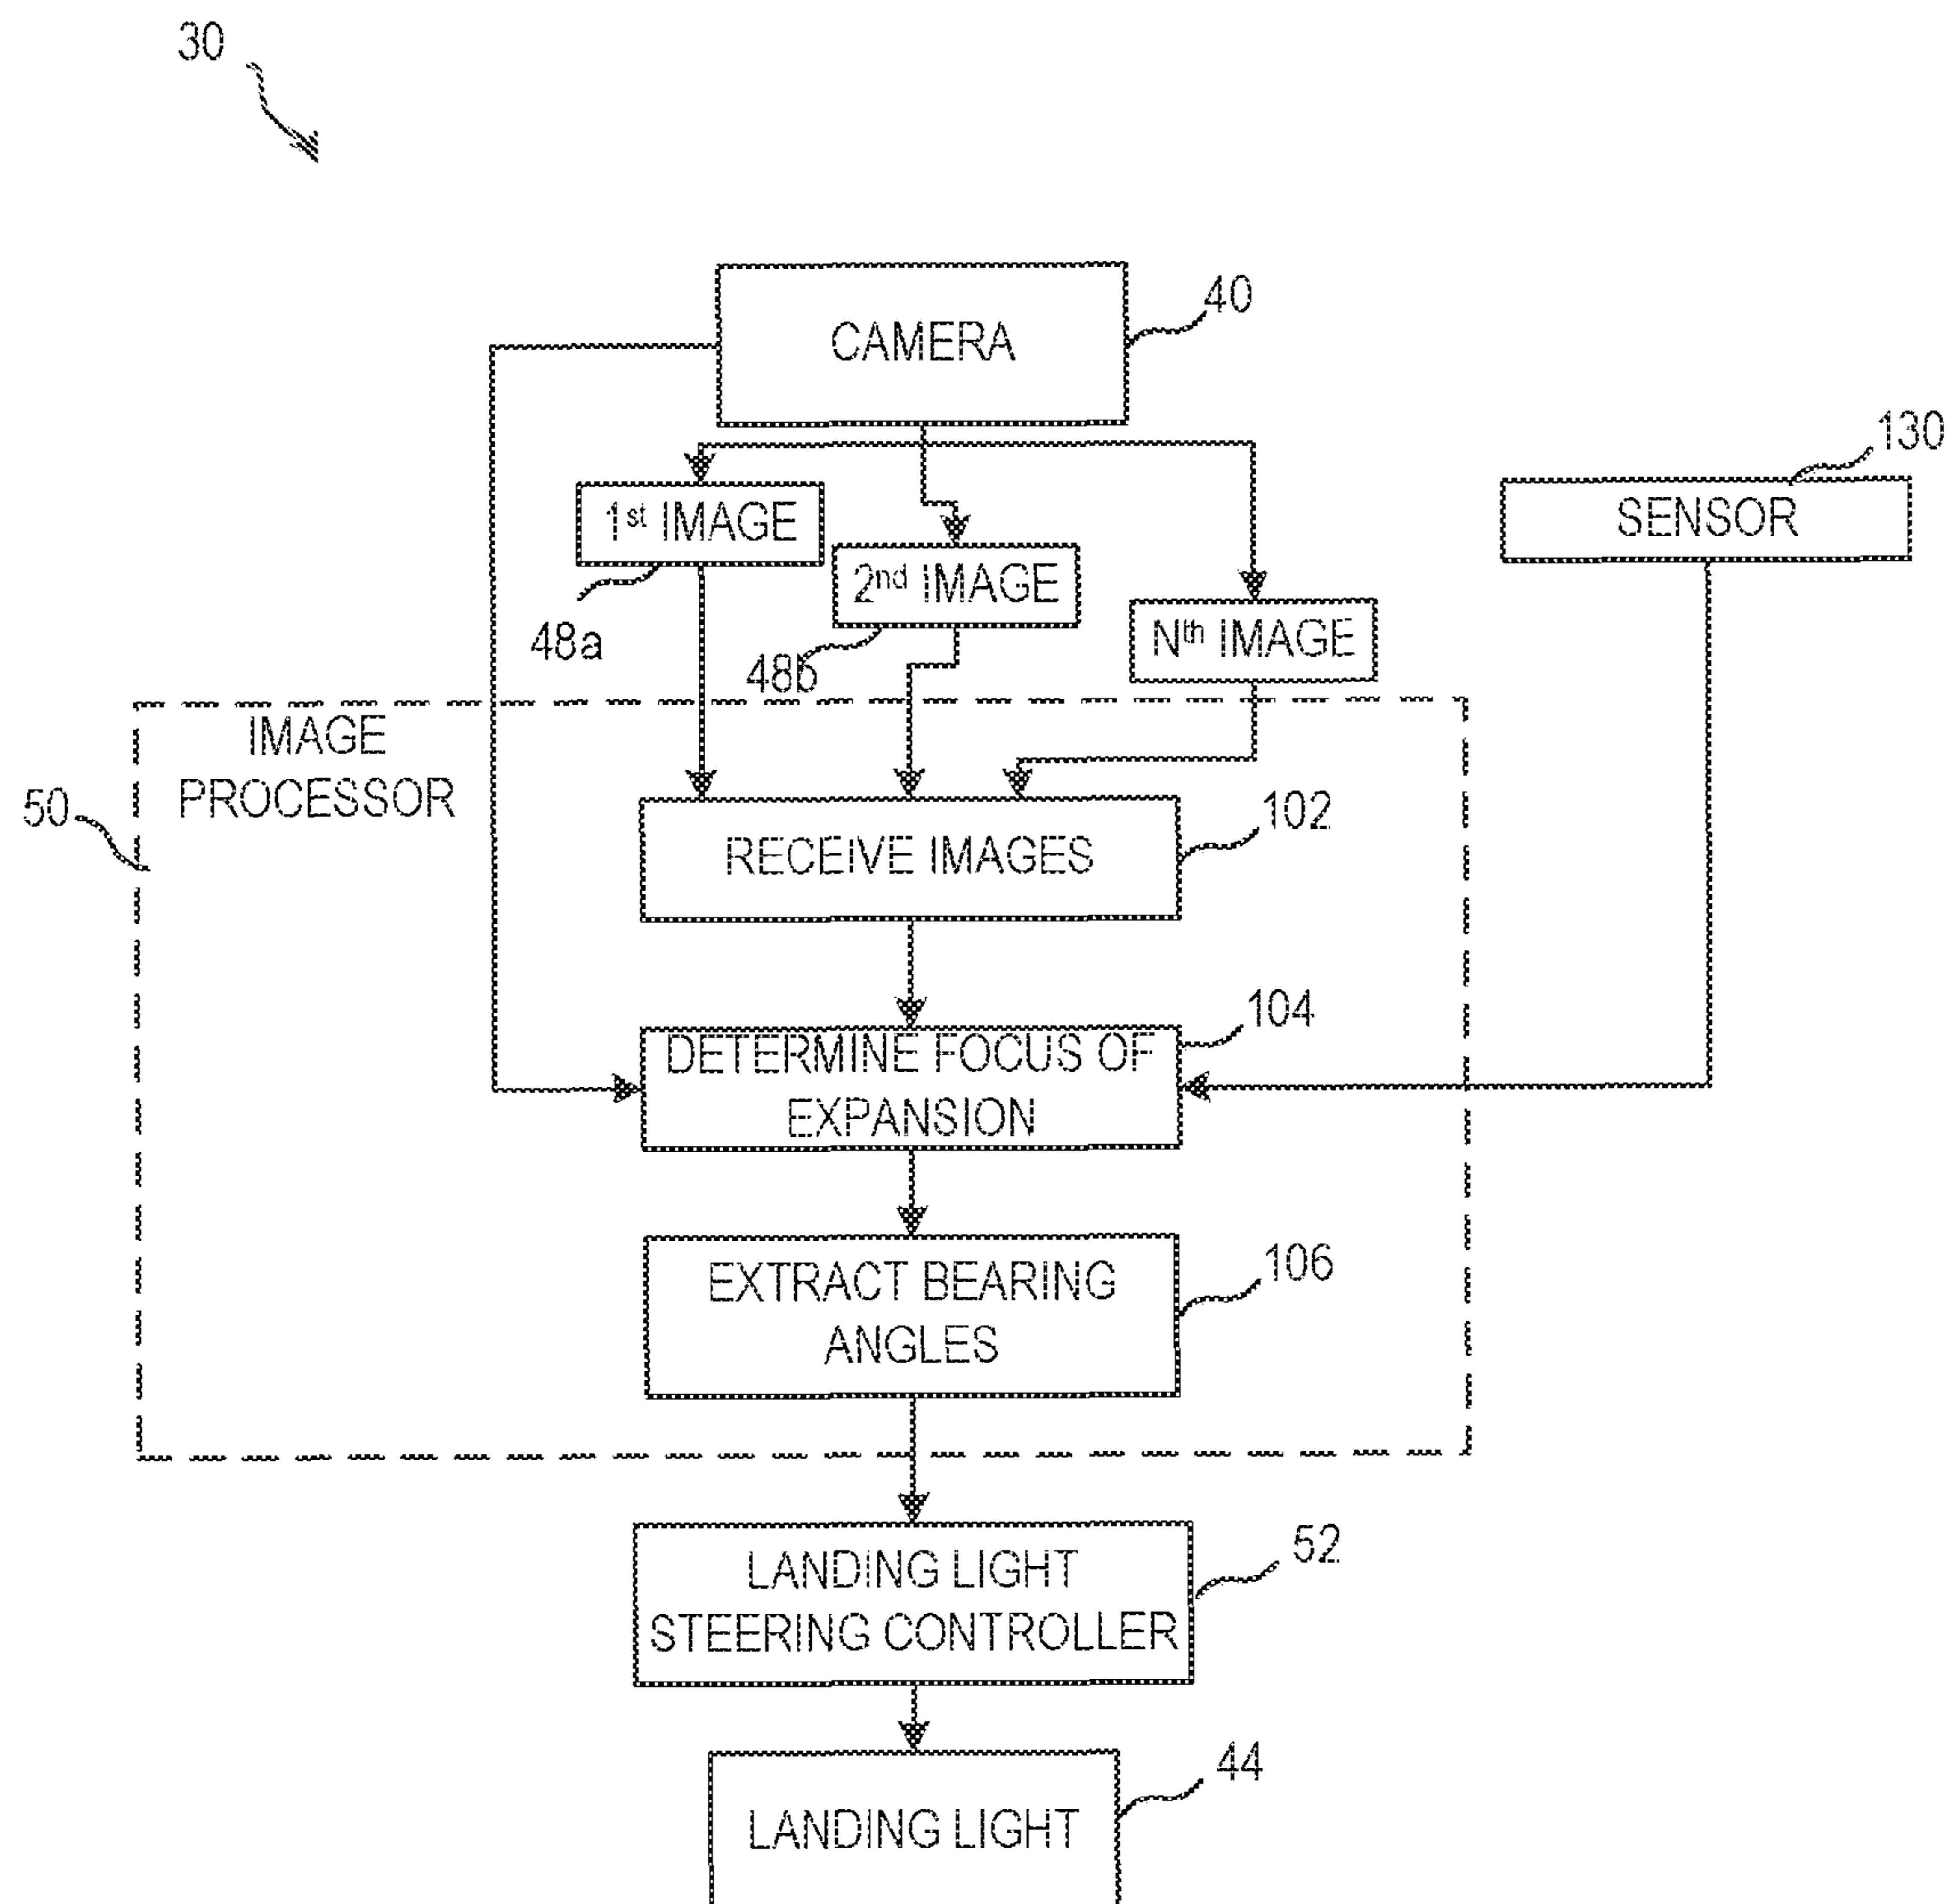 30
CAMERA
40
130
1st IMAGE
SENSOR
2nd IMAGE
Nth IMAGE
48a
48b
IMAGE
PROCESSOR
50
102
RECEIVE IMAGES
104
DETERMINE FOCUS OF
EXPANSION
106
EXTRACT BEARING
ANGLES
52
LANDING LIGHT
STEERING CONTROLLER
44
LANDING LIGHT